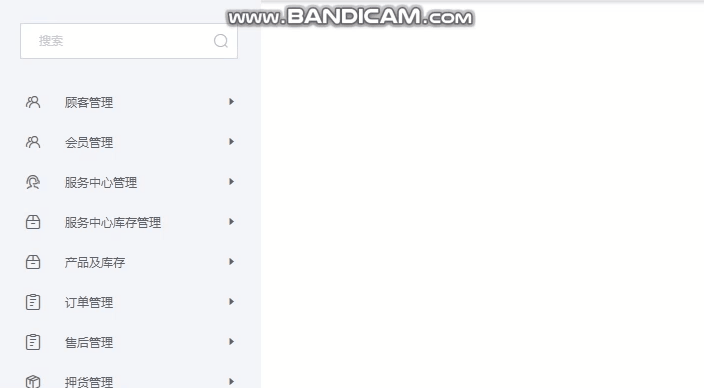 www.BANDICAM.com
搜索
顾客管理
会员管理
服务中心管理
服务中心库存管理
产品及库存
订单管理
售后管理
押货管理